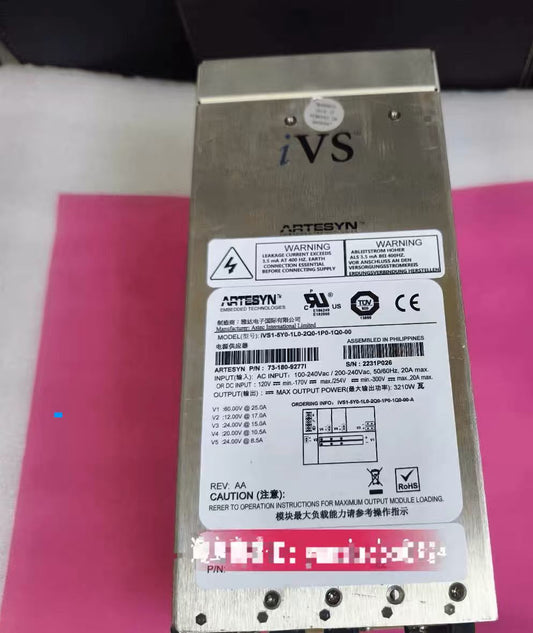 iVS™
ARTESYN™
WARNING
LEAKAGE CURRENT EXCEEDS
3.5 mA AT 400 HZ. EARTH
CONNECTION ESSENTIAL
BEFORE CONNECTING SUPPLY
WARNING
ABLEITSTROM HOHER
ALS 3.5 mA BEI 400HZ.
VOR ANSCHLUSS AN DEN
VERSORGUNGSSTROMKREIS
ERDUNGSVERBINDUNG HERSTELLEN
ARTESYN™
EMBEDDED TECHNOLOGIES
C UL US
TÜV
CE
制造商：雅达电子国际有限公司
Manufacturer: Astec International Limited
MODEL(型号): iVS1-5Y0-1L0-2Q0-1P0-1Q0-00
电源供应器
ASSEMBLED IN PHILIPPINES
ARTESYN P/N : 73-180-9277I
S/N : 2231P026
INPUT(输入): AC INPUT: 100-240Vac / 200-240Vac, 50/60Hz, 20A max.
OR DC INPUT : 120V min.-170V max./254V min.-300V max.,20A max.
OUTPUT(输出): MAX OUTPUT POWER(最大功率): 3210W 瓦
ORDERING INFO : iVS1-5Y0-1L0-2Q0-1P0-1Q0-00-A
V1 :60.00V @ 25.0A
V2 :12.00V @ 17.0A
V3 :24.00V @ 15.0A
V4 :20.00V @ 10.5A
V5 :24.00V @ 8.5A
RoHS
REV: AA
CAUTION (注意):
REFER TO OPERATION INSTRUCTIONS FOR MAXIMUM OUTPUT MODULE LOADING.
模块最大负载能力请参考操作指示
P/N: